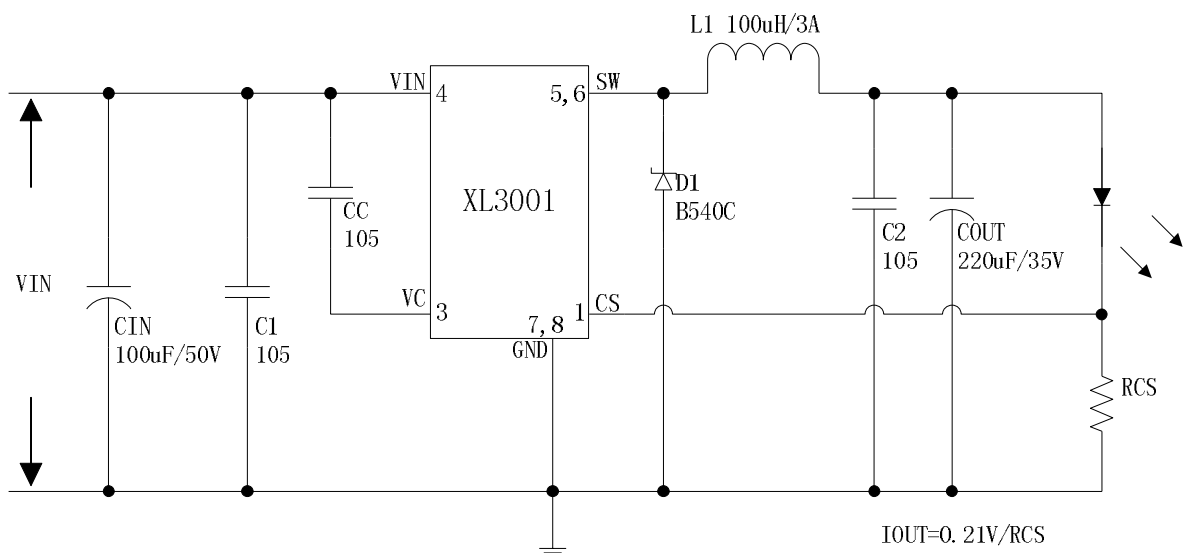 L1 100uH/3A
VIN
4
5,6
SW
XL3001
CC
105
D1
B540C
C2
105
COUT
220uF/35V
VIN
VC
3
1
CS
7,8
GND
CIN
100uF/50V
C1
105
RCS
IOUT=0.21V/RCS